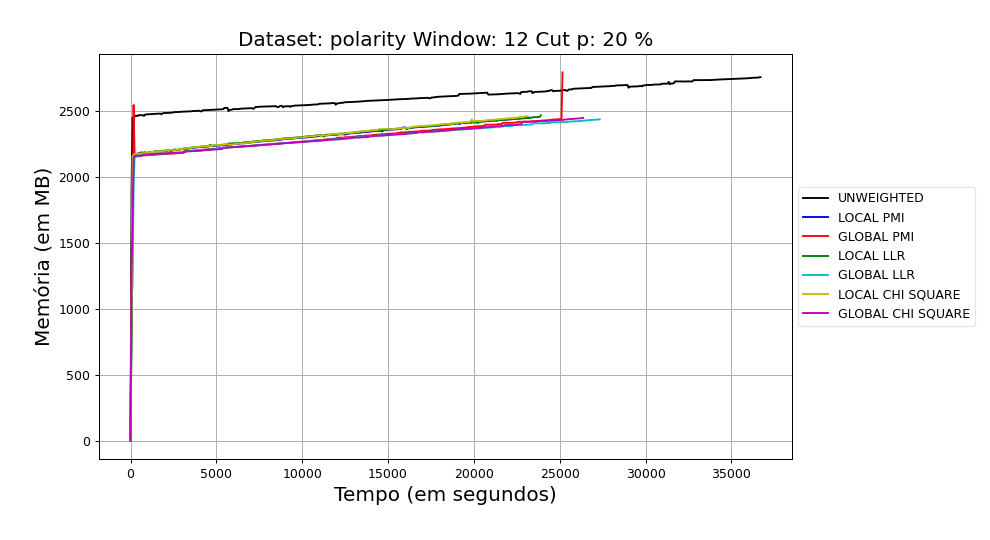 Dataset: polarity Window: 12 Cut p: 20 %
2500
2000
1500
1000
500
0
Memória (em MB)
0 5000 10000 15000 20000 25000 30000 35000
Tempo (em segundos)
UNWEIGHTED
LOCAL PMI
GLOBAL PMI
LOCAL LLR
GLOBAL LLR
LOCAL CHI SQUARE
GLOBAL CHI SQUARE